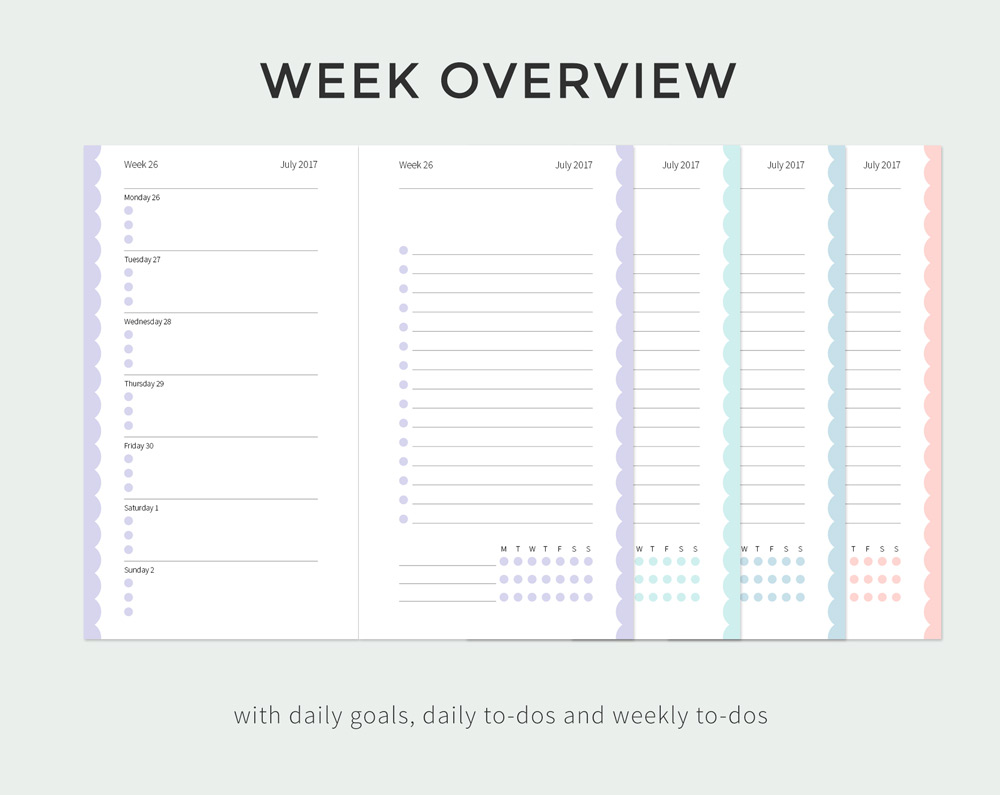 WEEK OVERVIEW
Week 26 July 2017
Monday 26
Tuesday 27
Wednesday 28
Thursday 29
Friday 30
Saturday 1
Sunday 2
Week 26 July 2017
M T W T F S S
July 2017
W T F S S
July 2017
W T F S S
July 2017
T F S S
with daily goals, daily to-dos and weekly to-dos